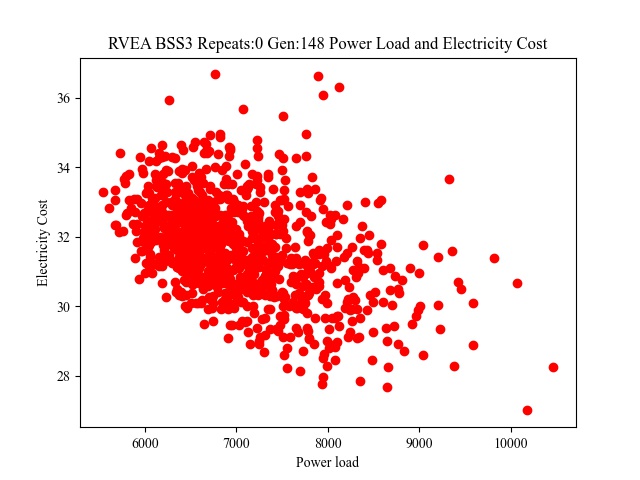 RVEA BSS3 Repeats:0 Gen:148 Power Load and Electricity Cost
36
34
32
30
28
Electricity Cost
6000 7000 8000 9000 10000
Power load